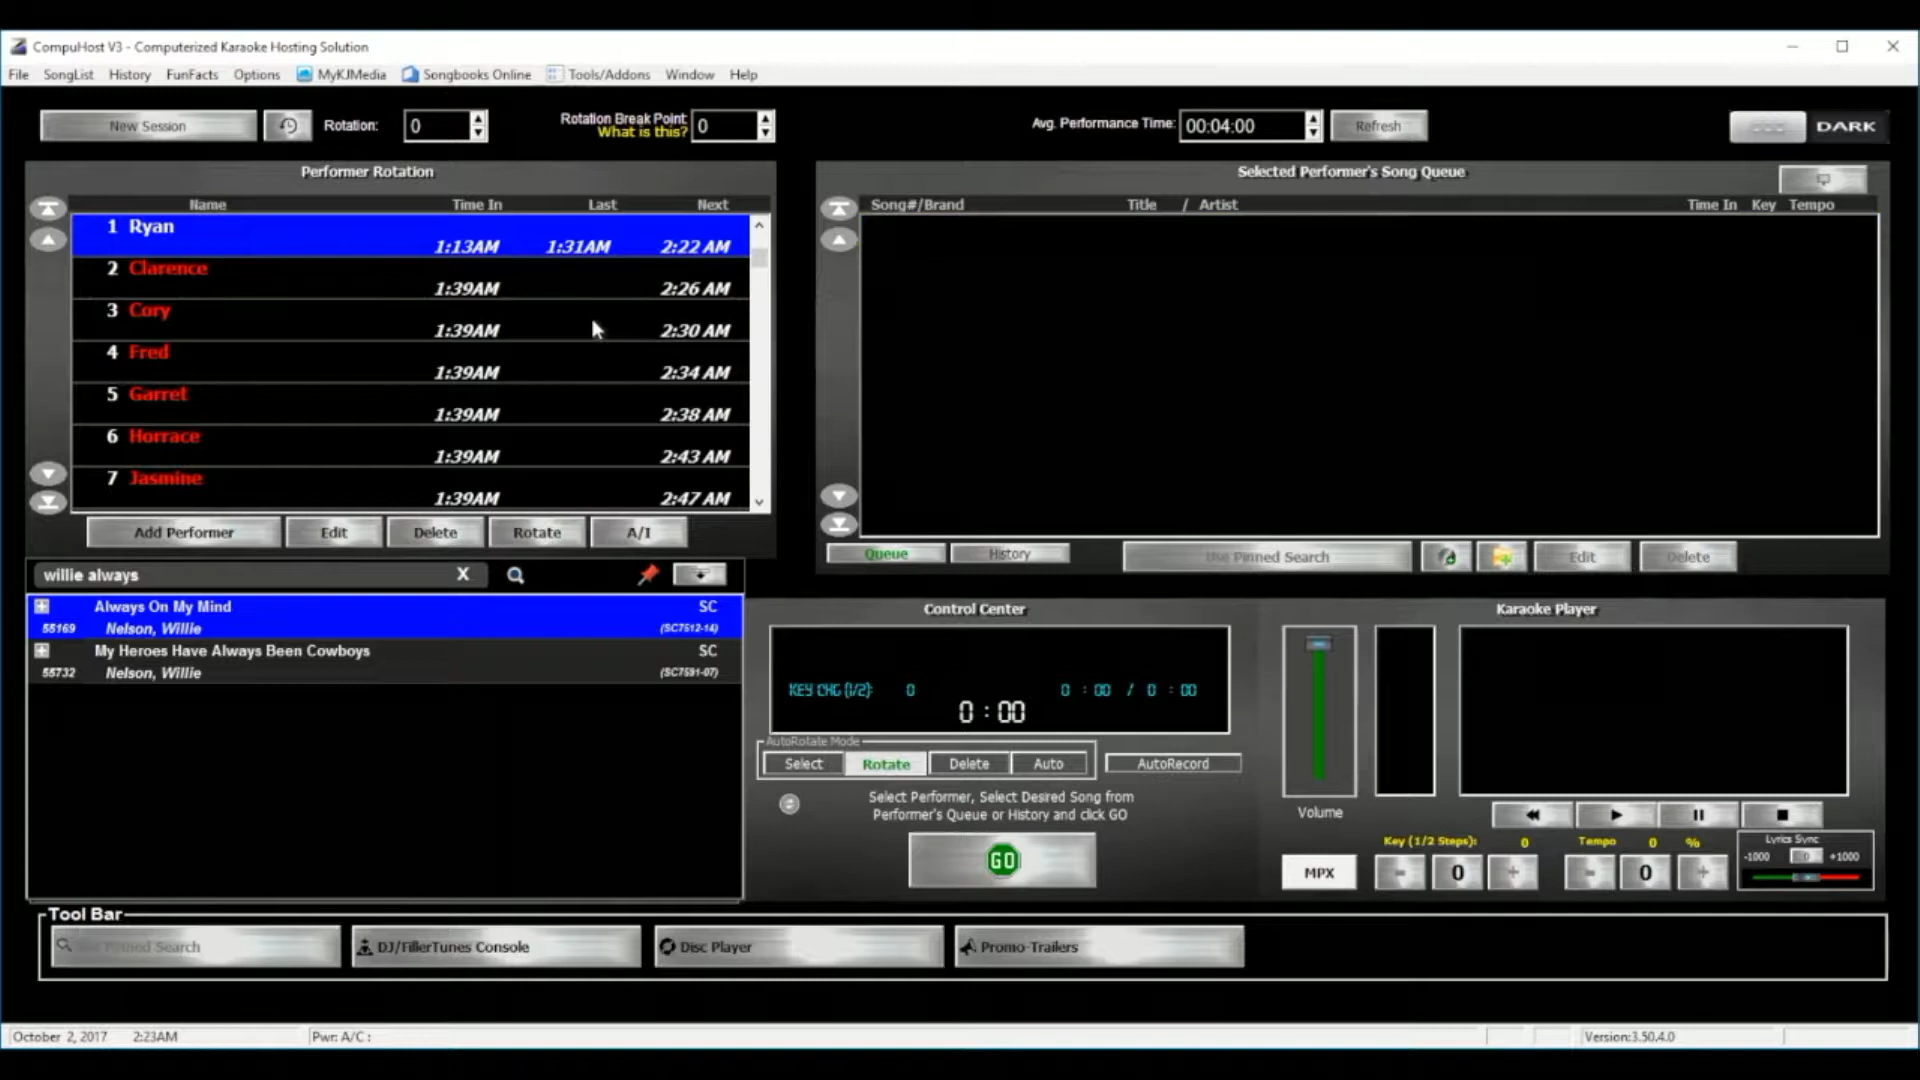 CompuHost V3 - Computerized Karaoke Hosting Solution
File SongList History FunFacts Options MyKJMedia Songbooks Online Tools/Addons Window Help
New Session Rotation: 0 Rotation Break Point: What is this? 0 Avg. Performance Time: 00:04:00 Refresh DARK
Performer Rotation
Name Time In Last Next
1 Ryan
1:13AM 1:31AM 2:22 AM
2 Clarence
1:39AM 2:26 AM
3 Cory
1:39AM 2:30 AM
4 Fred
1:39AM 2:34 AM
5 Garret
1:39AM 2:38 AM
6 Horrace
1:39AM 2:43 AM
7 Jasmine
1:39AM 2:47 AM
Add Performer Edit Delete Rotate A/I
Selected Performer's Song Queue
Song#/Brand Title / Artist Time In Key Tempo
Queue History Use Pinned Search Edit Delete
willie always X
Always On My Mind SC
55169 Nelson, Willie (SC7512-14)
My Heroes Have Always Been Cowboys SC
55732 Nelson, Willie (SC7591-07)
Control Center
KEY CHG (1/2): 0 0 : 00 / 0 : 00
0 : 00
AutoRotate Mode
Select Rotate Delete Auto AutoRecord
Select Performer, Select Desired Song from
Performer's Queue or History and click GO
GO
Karaoke Player
Volume
Key (1/2 Steps): 0 Tempo 0 %
MPX - 0 + - 0 +
Lyrics Sync
-1000 0 +1000
Tool Bar
Pinned Search DJ/FillerTunes Console Disc Player Promo-Trailers
October 2, 2017 2:23AM Pwr: A/C : Version:3.50.4.0